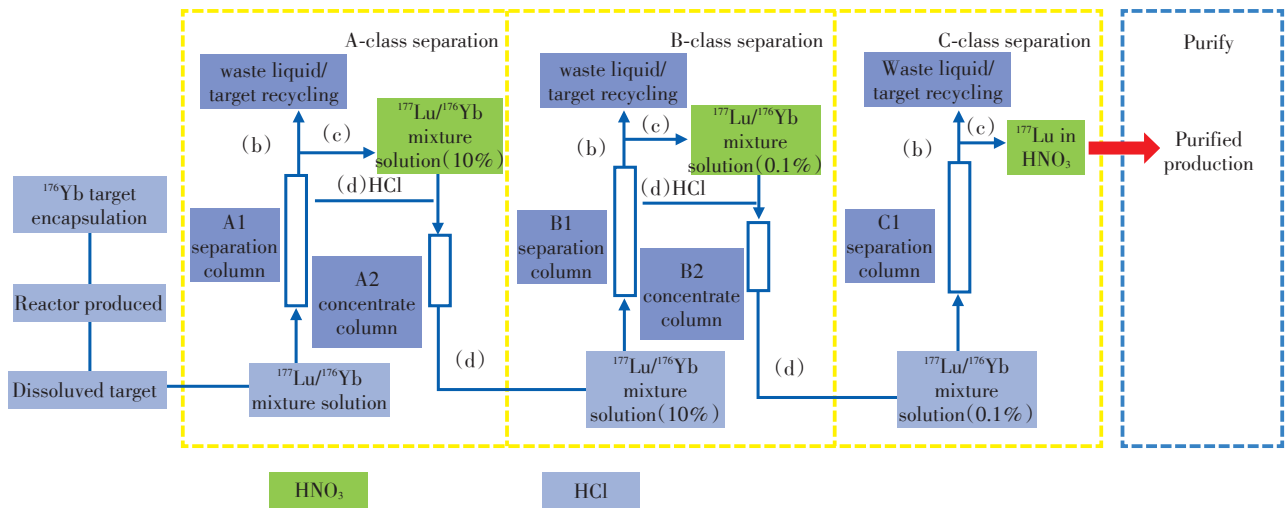 A-class separation
B-class separation
C-class separation
Purify
waste liquid/
target recycling
(b)
(c)
¹⁷⁷Lu/¹⁷⁶Yb
mixture
solution(10%)
(d)HCl
A1
separation
column
A2
concentrate
column
(d)
¹⁷⁷Lu/¹⁷⁶Yb
mixture solution
¹⁷⁶Yb target
encapsulation
Reactor produced
Dissoluved target
waste liquid/
target recycling
(b)
(c)
¹⁷⁷Lu/¹⁷⁶Yb
mixture
solution(0.1%)
(d)HCl
B1
separation
column
B2
concentrate
column
(d)
¹⁷⁷Lu/¹⁷⁶Yb
mixture
solution(10%)
Waste liquid/
target recycling
(b)
(c)
¹⁷⁷Lu in
HNO₃
C1
separation
column
¹⁷⁷Lu/¹⁷⁶Yb
mixture
solution(0.1%)
Purified
production
HNO₃
HCl